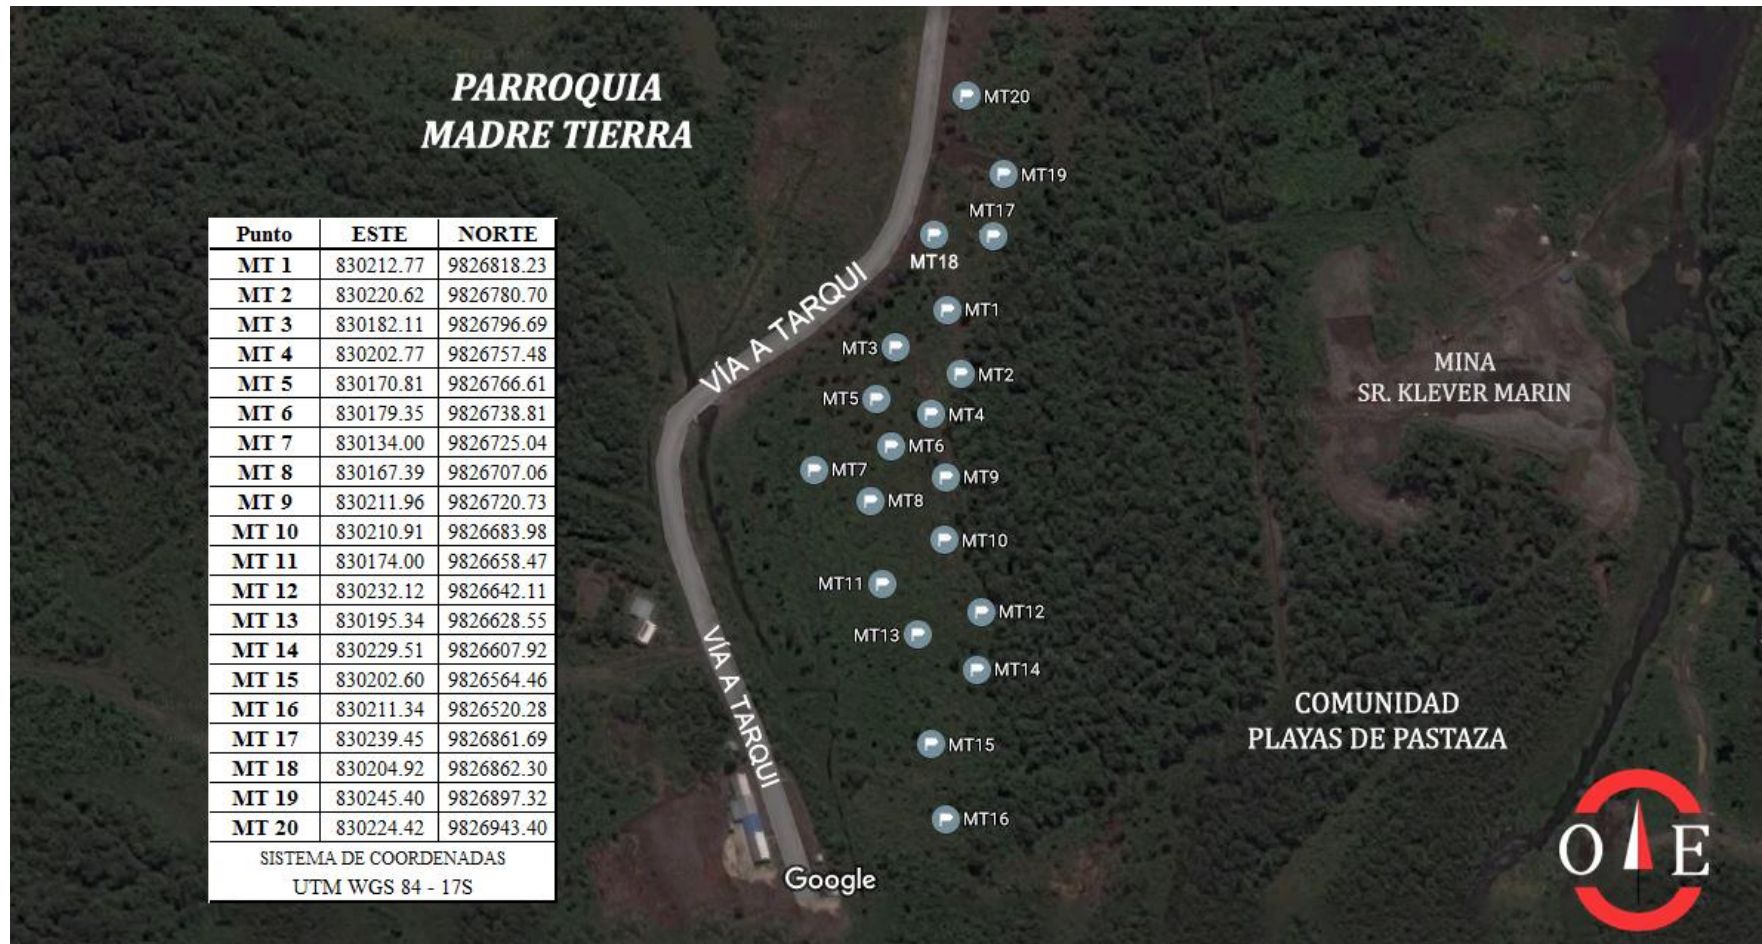 PARROQUIA
MADRE TIERRA
MT20
MT19
MT17
MT18
MT1
MT3
MT2
MT5
MT4
MT6
MT7
MT9
MT8
MT10
MT11
MT12
MT13
MT14
MT15
MT16
VÍA A TARQUI
VÍA A TARQUI
Punto ESTE NORTE
MT 1 830212.77 9826818.23
MT 2 830220.62 9826780.70
MT 3 830182.11 9826796.69
MT 4 830202.77 9826757.48
MT 5 830170.81 9826766.61
MT 6 830179.35 9826738.81
MT 7 830134.00 9826725.04
MT 8 830167.39 9826707.06
MT 9 830211.96 9826720.73
MT 10 830210.91 9826683.98
MT 11 830174.00 9826658.47
MT 12 830232.12 9826642.11
MT 13 830195.34 9826628.55
MT 14 830229.51 9826607.92
MT 15 830202.60 9826564.46
MT 16 830211.34 9826520.28
MT 17 830239.45 9826861.69
MT 18 830204.92 9826862.30
MT 19 830245.40 9826897.32
MT 20 830224.42 9826943.40
SISTEMA DE COORDENADAS
UTM WGS 84 - 17S
MINA
SR. KLEVER MARIN
COMUNIDAD
PLAYAS DE PASTAZA
Google
O E